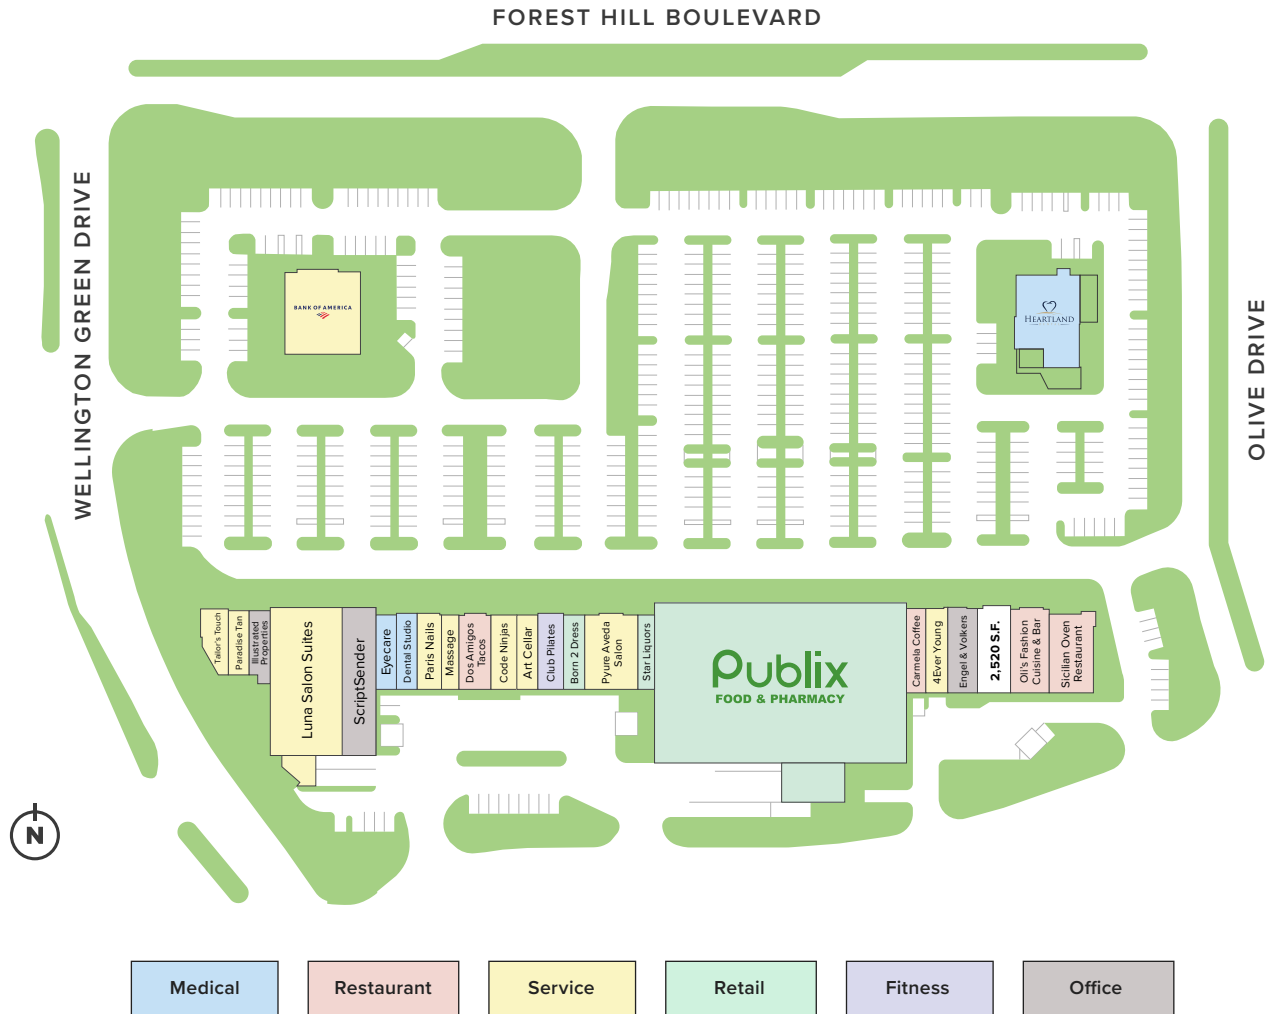 FOREST HILL BOULEVARD
WELLINGTON GREEN DRIVE
OLIVE DRIVE
BANK OF AMERICA
HEARTLAND
Tailor's Touch
Paradise Tan
Illustrated
Properties
Luna Salon Suites
ScriptSender
Eyecare
Dental Studio
Paris Nails
Massage
Dos Amigos
Tacos
Code Ninjas
Art Cellar
Club Pilates
Born 2 Dress
Pyure Aveda
Salon
Star Liquors
Publix
FOOD & PHARMACY
Carmela Coffee
4Ever Young
Engel & Volkers
2,520 S.F.
Oli's Fashion
Cuisine & Bar
Sicilian Oven
Restaurant
N
Medical
Restaurant
Service
Retail
Fitness
Office